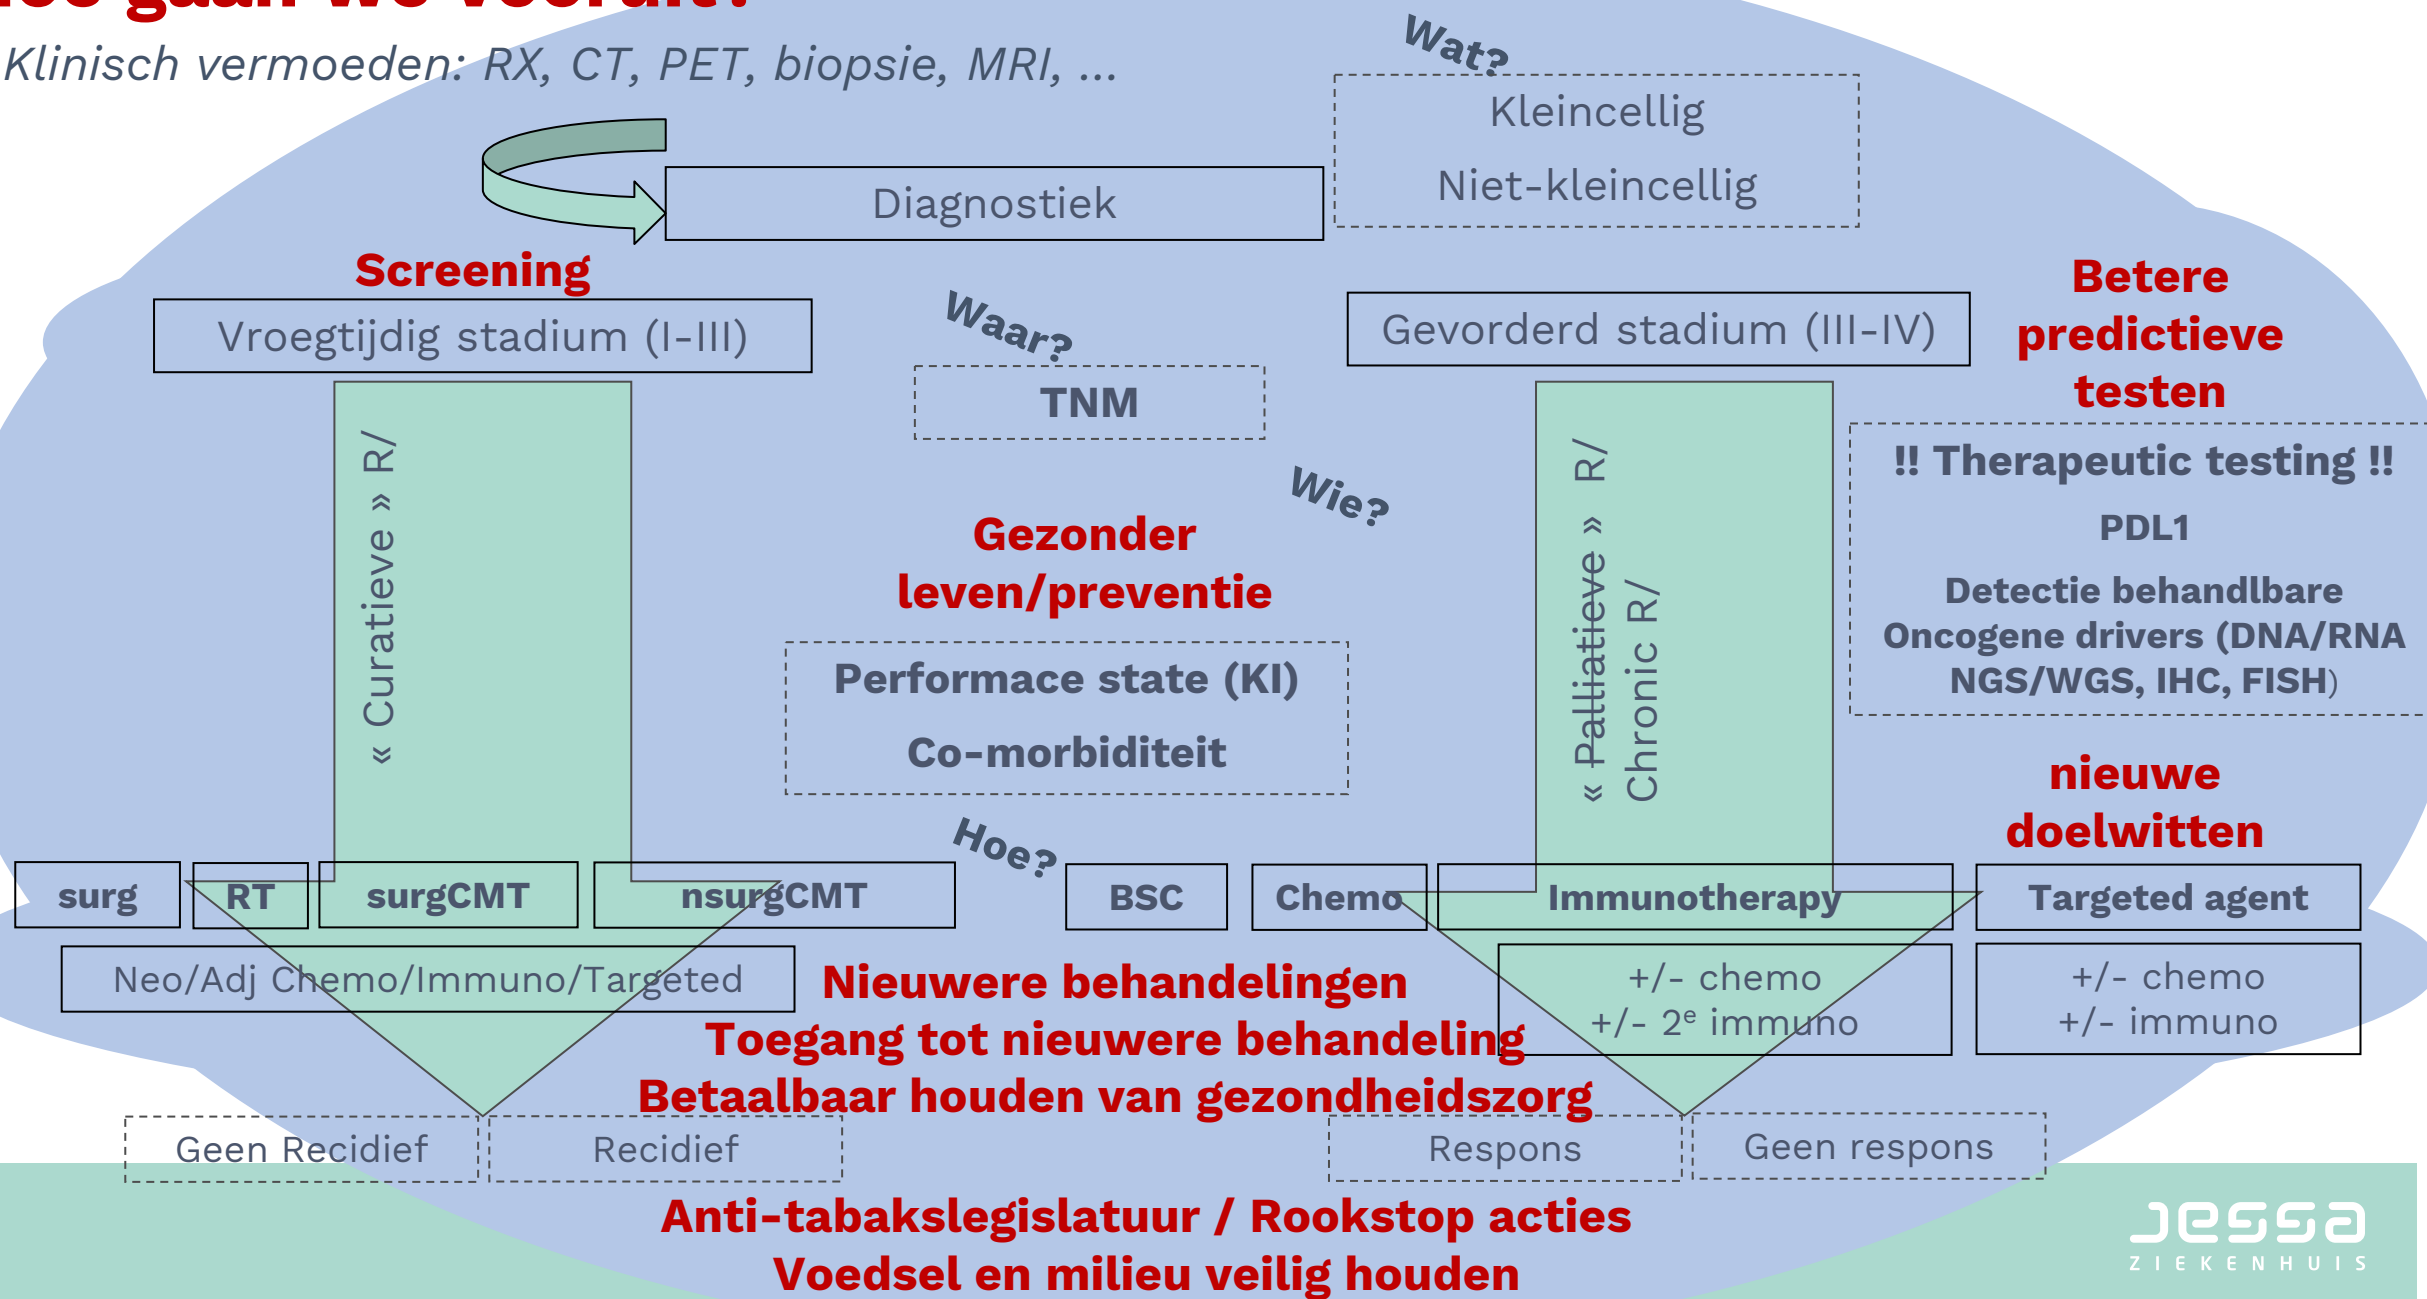 gaan we vooruit?
Klinisch vermoeden: RX, CT, PET, biopsie, MRI, ...
Wat?
Kleincellig
Niet-kleincellig
Diagnostiek
Screening
Vroegtijdig stadium (I-III)
Waar?
TNM
Gevorderd stadium (III-IV)
Betere
predictieve
testen
« Curatieve » R/
Wie?
Gezonder
leven/preventie
Performace state (KI)
Co-morbiditeit
« Palliatieve » R/
Chronic R/
!! Therapeutic testing !!
PDL1
Detectie behandlbare
Oncogene drivers (DNA/RNA
NGS/WGS, IHC, FISH)
nieuwe
doelwitten
Hoe?
surg
RT
surgCMT
nsurgCMT
BSC
Chemo
Immunotherapy
Targeted agent
Neo/Adj Chemo/Immuno/Targeted
+/- chemo
+/- 2e immuno
+/- chemo
+/- immuno
Nieuwere behandelingen
Toegang tot nieuwere behandeling
Betaalbaar houden van gezondheidszorg
Geen Recidief
Recidief
Respons
Geen respons
Anti-tabakslegislatuur / Rookstop acties
Voedsel en milieu veilig houden
Jessa
ZIEKENHUIS